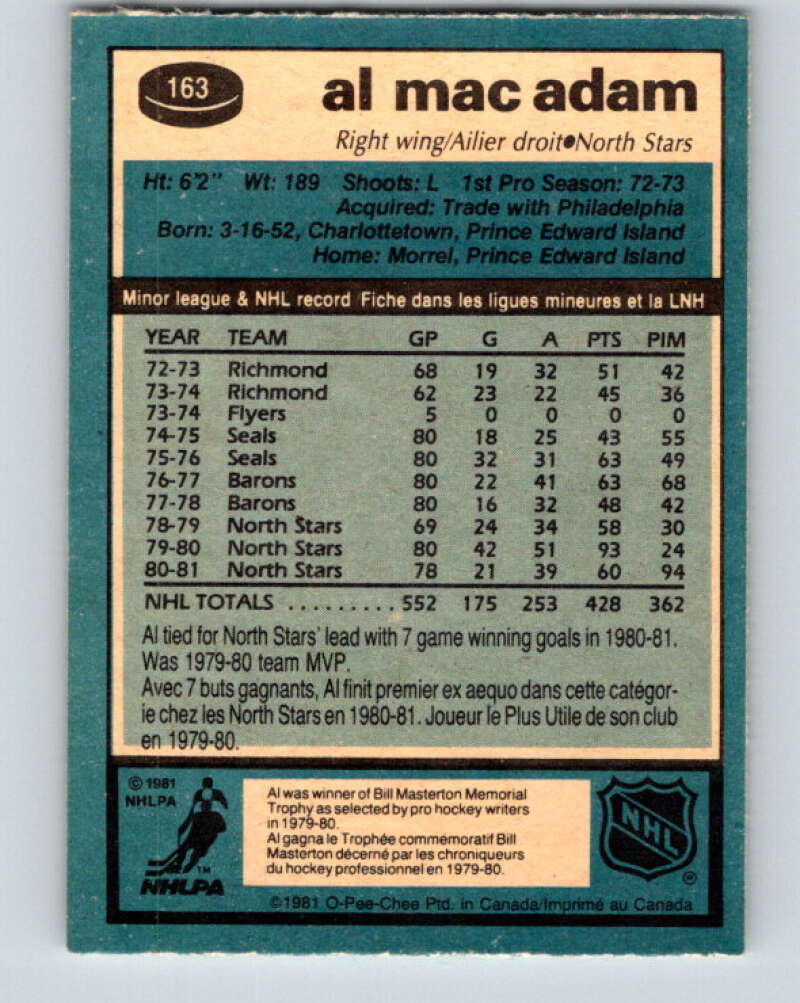 163
al mac adam
Right wing/Ailier droit●North Stars
Ht: 6'2" Wt: 189 Shoots: L 1st Pro Season: 72-73
Acquired: Trade with Philadelphia
Born: 3-16-52, Charlottetown, Prince Edward Island
Home: Morrel, Prince Edward Island
Minor league & NHL record/Fiche dans les ligues mineures et la LNH
YEAR TEAM GP G A PTS PIM
72-73 Richmond 68 19 32 51 42
73-74 Richmond 62 23 22 45 36
73-74 Flyers 5 0 0 0 0
74-75 Seals 80 18 25 43 55
75-76 Seals 80 32 31 63 49
76-77 Barons 80 22 41 63 68
77-78 Barons 80 16 32 48 42
78-79 North Stars 69 24 34 58 30
79-80 North Stars 80 42 51 93 24
80-81 North Stars 78 21 39 60 94
NHL TOTALS ......... 552 175 253 428 362
Al tied for North Stars' lead with 7 game winning goals in 1980-81.
Was 1979-80 team MVP.
Avec 7 buts gagnants, Al finit premier ex aequo dans cette catégor-
ie chez les North Stars en 1980-81. Joueur le Plus Utile de son club
en 1979-80.
© 1981
NHLPA
TM
NHLPA
Al was winner of Bill Masterton Memorial
Trophy as selected by pro hockey writers
in 1979-80.
Al gagna le Trophée commemoratif Bill
Masterton décerné par les chroniqueurs
du hockey professionnel en 1979-80.
NHL
®
©1981 O-Pee-Chee Ptd. in Canada/Imprimé au Canada